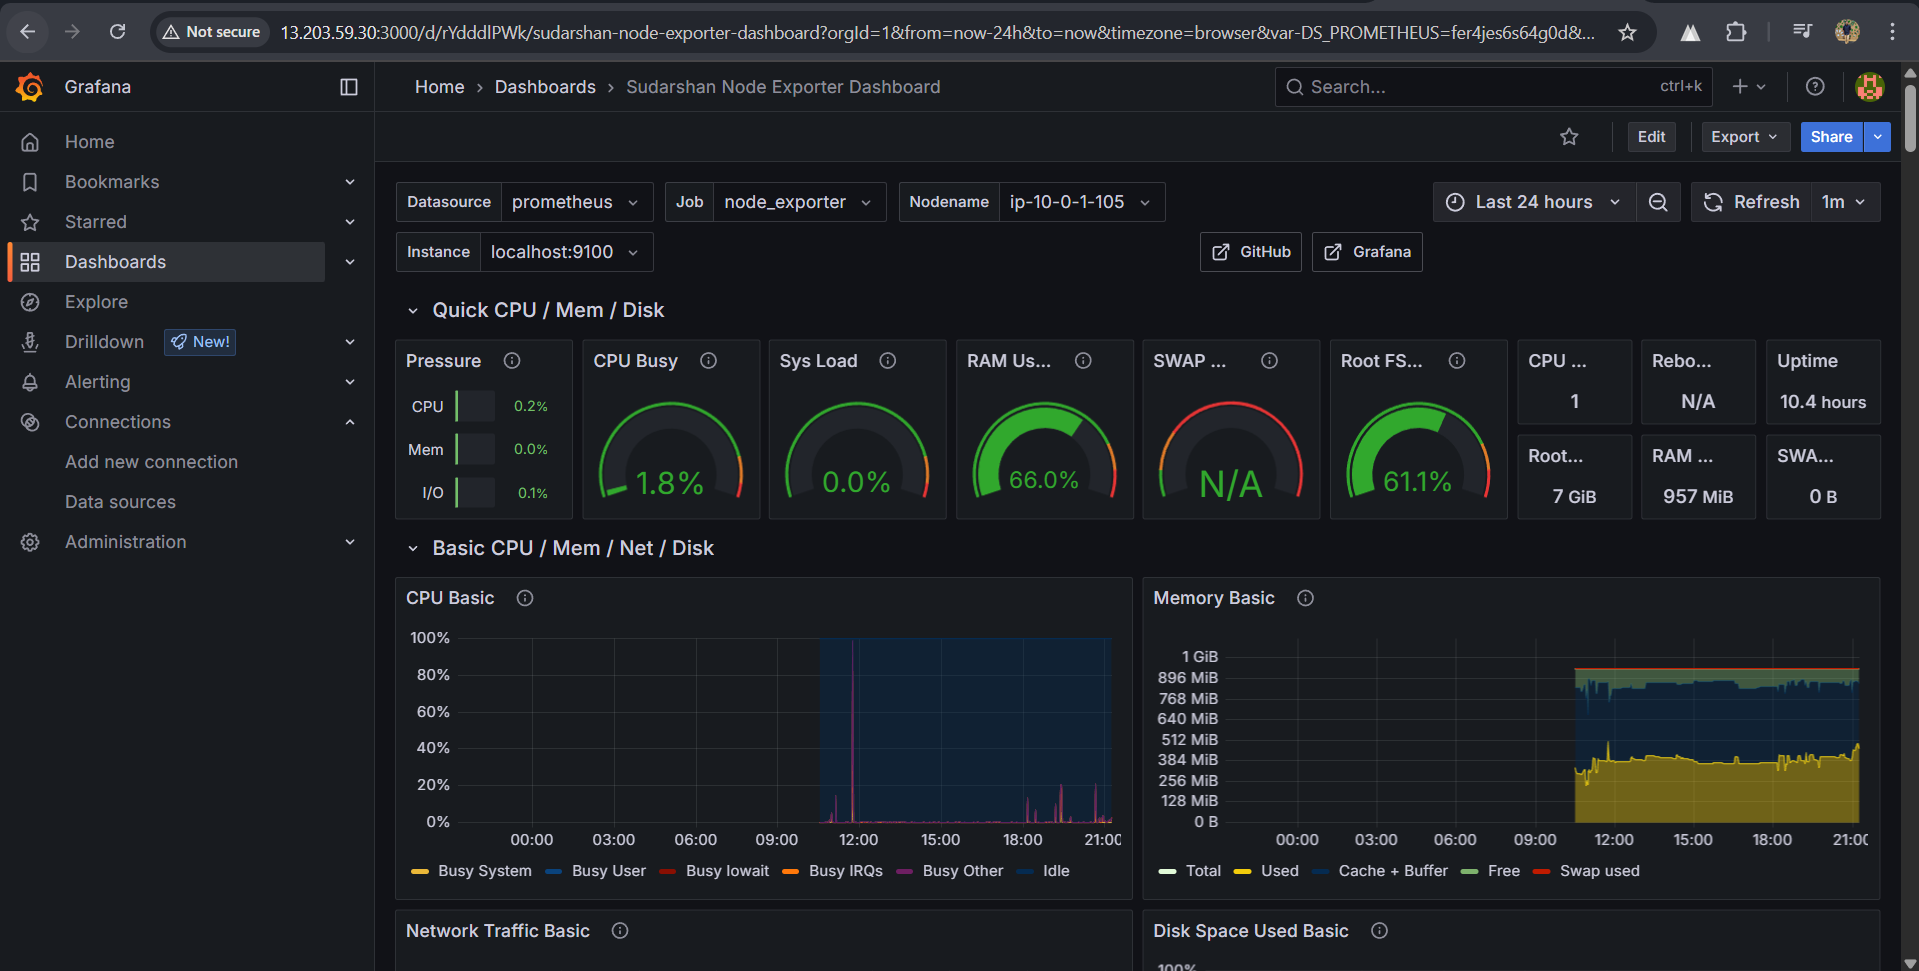 Not secure 13.203.59.30:3000/d/rYdddlPWk/sudarshan-node-exporter-dashboard?orgId=1&from=now-24h&to=now&timezone=browser&var-DS_PROMETHEUS=fer4jes6s64g0d&...
Grafana
Home › Dashboards › Sudarshan Node Exporter Dashboard
Search... ctrl+k
Edit Export Share
Home
Bookmarks
Starred
Dashboards
Explore
Drilldown New!
Alerting
Connections
Add new connection
Data sources
Administration
Datasource prometheus Job node_exporter Nodename ip-10-0-1-105
Last 24 hours Refresh 1m
Instance localhost:9100
GitHub Grafana
Quick CPU / Mem / Disk
Pressure
CPU 0.2%
Mem 0.0%
I/O 0.1%
CPU Busy
1.8%
Sys Load
0.0%
RAM Us...
66.0%
SWAP ...
N/A
Root FS...
61.1%
CPU ...
1
Rebo...
N/A
Uptime
10.4 hours
Root...
7 GiB
RAM ...
957 MiB
SWA...
0 B
Basic CPU / Mem / Net / Disk
CPU Basic
100%
80%
60%
40%
20%
0%
00:00 03:00 06:00 09:00 12:00 15:00 18:00 21:00
Busy System Busy User Busy Iowait Busy IRQs Busy Other Idle
Memory Basic
1 GiB
896 MiB
768 MiB
640 MiB
512 MiB
384 MiB
256 MiB
128 MiB
0 B
00:00 03:00 06:00 09:00 12:00 15:00 18:00 21:00
Total Used Cache + Buffer Free Swap used
Network Traffic Basic
Disk Space Used Basic
100%